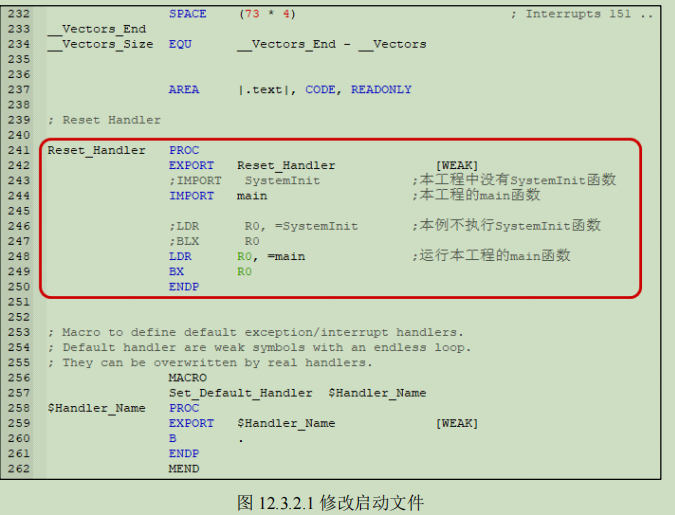 232 SPACE (73 * 4) ; Interrupts 151 ..
233 __Vectors_End
234 __Vectors_Size EQU __Vectors_End - __Vectors
235
236
237 AREA |.text|, CODE, READONLY
238
239 ; Reset Handler
240
241 Reset_Handler PROC
242 EXPORT Reset_Handler [WEAK]
243 ;IMPORT SystemInit ;本工程中没有SystemInit函数
244 IMPORT main ;本工程的main函数
245
246 ;LDR R0, =SystemInit ;本例不执行SystemInit函数
247 ;BLX R0
248 LDR R0, =main ;运行本工程的main函数
249 BX R0
250 ENDP
251
252
253 ; Macro to define default exception/interrupt handlers.
254 ; Default handler are weak symbols with an endless loop.
255 ; They can be overwritten by real handlers.
256 MACRO
257 Set_Default_Handler $Handler_Name
258 $Handler_Name PROC
259 EXPORT $Handler_Name [WEAK]
260 B .
261 ENDP
262 MEND
图 12.3.2.1 修改启动文件